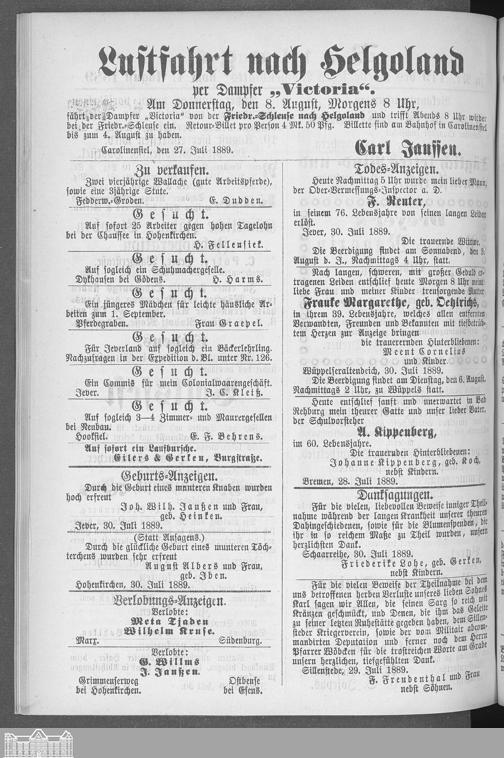 Lustfahrt nach Helgoland
per Dampfer „Victoria“.
Am Donnerstag, den 8. August, Morgens 8 Uhr,
fährt der Dampfer „Victoria“ von der Friedr.-Schleuse nach Helgoland und trifft Abends 8 Uhr wieder
bei der Friedr.-Schleuse ein. Retour-Billet pro Person 4 Mk. 50 Pfg. Billette sind am Bahnhof in Carolinensiel
bis zum 4. August zu haben.
Carolinensiel, den 27. Juli 1889.
Carl Janssen.
Zu verkaufen.
Zwei vierjährige Wallache (gute Arbeitspferde),
sowie eine 3jährige Stute.
Fedderw.-Groden. E. Dudden.
Gesucht.
Auf sofort 25 Arbeiter gegen hohen Tagelohn
bei der Chaussee in Hohenkirchen.
H. Fellensiek.
Gesucht.
Auf sogleich ein Schuhmachergeselle.
Dykhausen bei Gödens. H. Harms.
Gesucht.
Ein jüngeres Mädchen für leichte häusliche Ar-
beiten zum 1. September.
Pferdegraben. Frau Graepel.
Gesucht.
Für Jeverland auf sogleich ein Bäckerlehrling.
Nachzufragen in der Expedition d. Bl. unter Nr. 126.
Gesucht.
Ein Commis für mein Colonialwaarengeschäft.
Jever. J. C. Kleiß.
Gesucht.
Auf sogleich 3—4 Zimmer- und Maurergesellen
bei Neubau.
Hooksiel. E. F. Behrens.
Auf sofort ein Laufbursche.
Eilers & Gerken, Burgstraße.
Geburts-Anzeigen.
Durch die Geburt eines munteren Knaben wurden
hoch erfreut
Joh. Wilh. Janßen und Frau,
geb. Heinken.
Jever, 30. Juli 1889.
(Statt Ansagens.)
Durch die glückliche Geburt eines munteren Töch-
terchens wurden sehr erfreut
August Albers und Frau,
geb. Iben.
Hohenkirchen, 30. Juli 1889.
Verlobungs-Anzeigen.
Verlobte:
Meta Tjaden
Wilhelm Kruse.
Marx. Südenburg.
Verlobte:
G. Willms
J. Janßen.
Grimmenserweg Ostbense
bei Hohenkirchen. bei Esens.
Todes-Anzeigen.
Heute Nachmittag 5 Uhr wurde mein lieber Mann,
der Ober-Vermessungs-Inspector a. D.
F. Renter,
in seinem 76. Lebensjahre von seinen langen Leiden
erlöst.
Jever, 30. Juli 1889.
Die trauernde Witwe.
Die Beerdigung findet am Sonnabend, den 3.
August d. J., Nachmittags 4 Uhr, statt.
Nach langen, schweren, mit großer Geduld er-
tragenen Leiden entschlief heute Morgen 8 Uhr meine
liebe Frau und meiner Kinder treusorgende Mutter
Frauke Margarethe, geb. Oehlrichs,
in ihrem 39. Lebensjahre, welches allen entfernten
Verwandten, Freunden und Bekannten mit tiefbetrüb-
tem Herzen zur Anzeige bringen
die trauerenden Hinterbliebenen:
Meent Cornelius
und Kinder.
Wüppelseraltendeich, 30. Juli 1889.
Die Beerdigung findet am Dienstag, den 6. August,
Nachmittags 2 Uhr, zu Wüppels statt.
Heute entschlief sanft und unerwartet in Bad
Rehburg mein theurer Gatte und unser lieber Vater,
der Schulvorsteher
A. Kippenberg,
im 60. Lebensjahre.
Die trauernden Hinterbliebenen:
Johanne Kippenberg, geb. Koch,
nebst Kindern.
Bremen, 28. Juli 1889.
Danksagungen.
Für die vielen, liebevollen Beweise inniger Theil-
nahme während der langen Krankheit unserer theuren
Dahingeschiedenen, sowie für die Blumenspenden, die
ihr in so reichem Maße zu Theil wurden, unsern
herzlichsten Dank.
Schaarreihe, 30. Juli 1889.
Friederike Lohe, geb. Gerken,
nebst Kindern.
Für die vielen Beweise der Theilnahme bei dem
uns betroffenen herben Verluste unseres lieben Sohnes
Karl sagen wir Allen, die seinen Sarg so reich mit
Kränzen geschmückt, und Denen, die ihm das Geleite
zu seiner letzten Ruhestätte gegeben haben, dem Sillen-
steder Kriegerverein, sowie der vom Militär abcom-
mandirten Deputation und ferner noch dem Herrn
Pfarrer Wöbcken für die trostreichen Worte am Grabe
unsern herzlichen, tiefgefühlten Dank.
Sillenstede, 29. Juli 1889.
F. Freudenthal und Frau
nebst Söhnen.